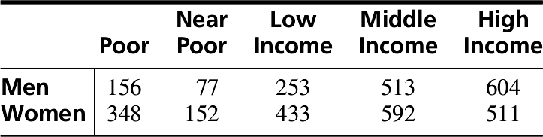 Near Low Middle High
Poor Poor Income Income Income
Men 156 77 253 513 604
Women 348 152 433 592 511